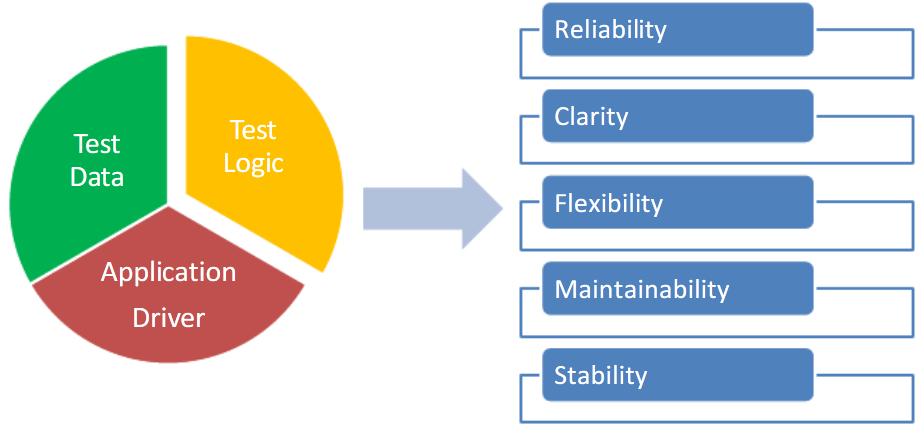 Test
Data
Test
Logic
Application
Driver
Reliability
Clarity
Flexibility
Maintainability
Stability